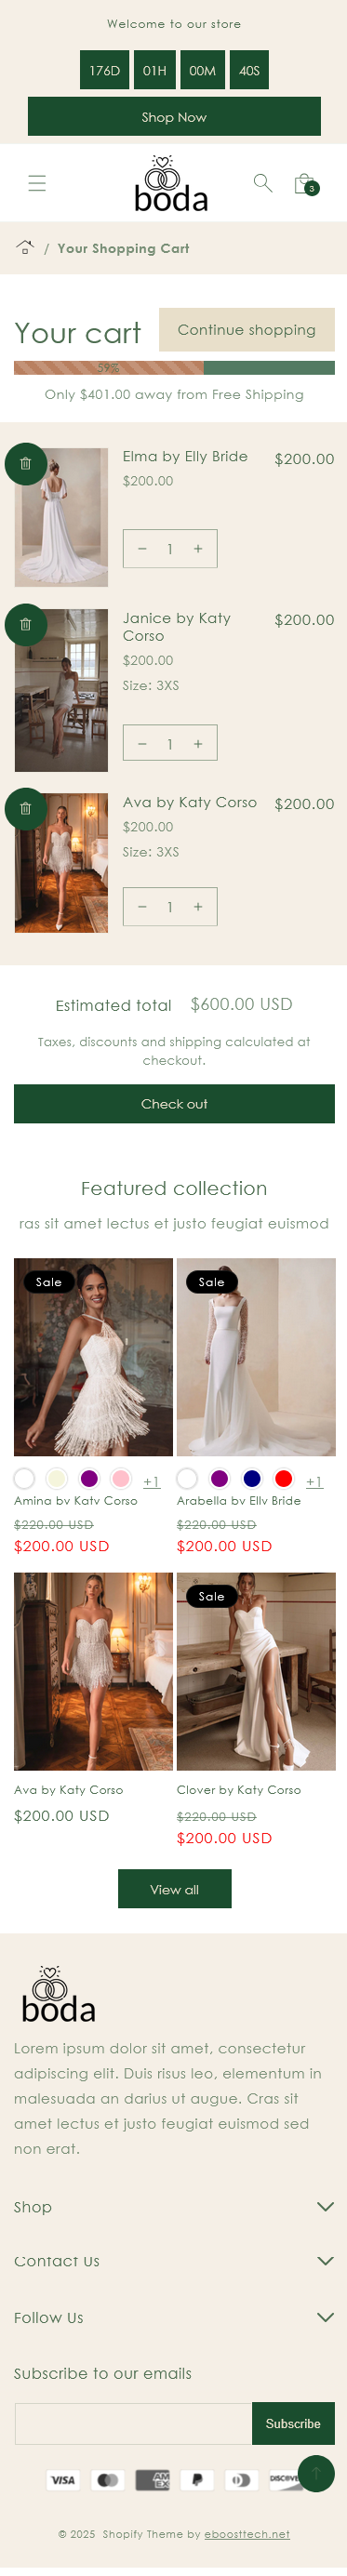 Welcome to our store
176D 01H 00M 40S
Shop Now
boda
3
/ Your Shopping Cart
Your cart
Continue shopping
59%
Only $401.00 away from Free Shipping
Elma by Elly Bride
$200.00
$200.00
− 1 +
Janice by Katy Corso
$200.00
$200.00
Size: 3XS
− 1 +
Ava by Katy Corso
$200.00
$200.00
Size: 3XS
− 1 +
Estimated total $600.00 USD
Taxes, discounts and shipping calculated at
checkout.
Check out
Featured collection
ras sit amet lectus et justo feugiat euismod
Sale
Sale
+1
+1
Amina by Katy Corso
Arabella by Elly Bride
$220.00 USD
$220.00 USD
$200.00 USD
$200.00 USD
Sale
Ava by Katy Corso
Clover by Katy Corso
$200.00 USD
$220.00 USD
$200.00 USD
View all
boda
Lorem ipsum dolor sit amet, consectetur
adipiscing elit. Duis risus leo, elementum in
malesuada an darius ut augue. Cras sit
amet lectus et justo feugiat euismod sed
non erat.
Shop
Contact Us
Follow Us
Subscribe to our emails
Subscribe
VISA
AMEX
DISCOVER
© 2025 Shopify Theme by eboosttech.net